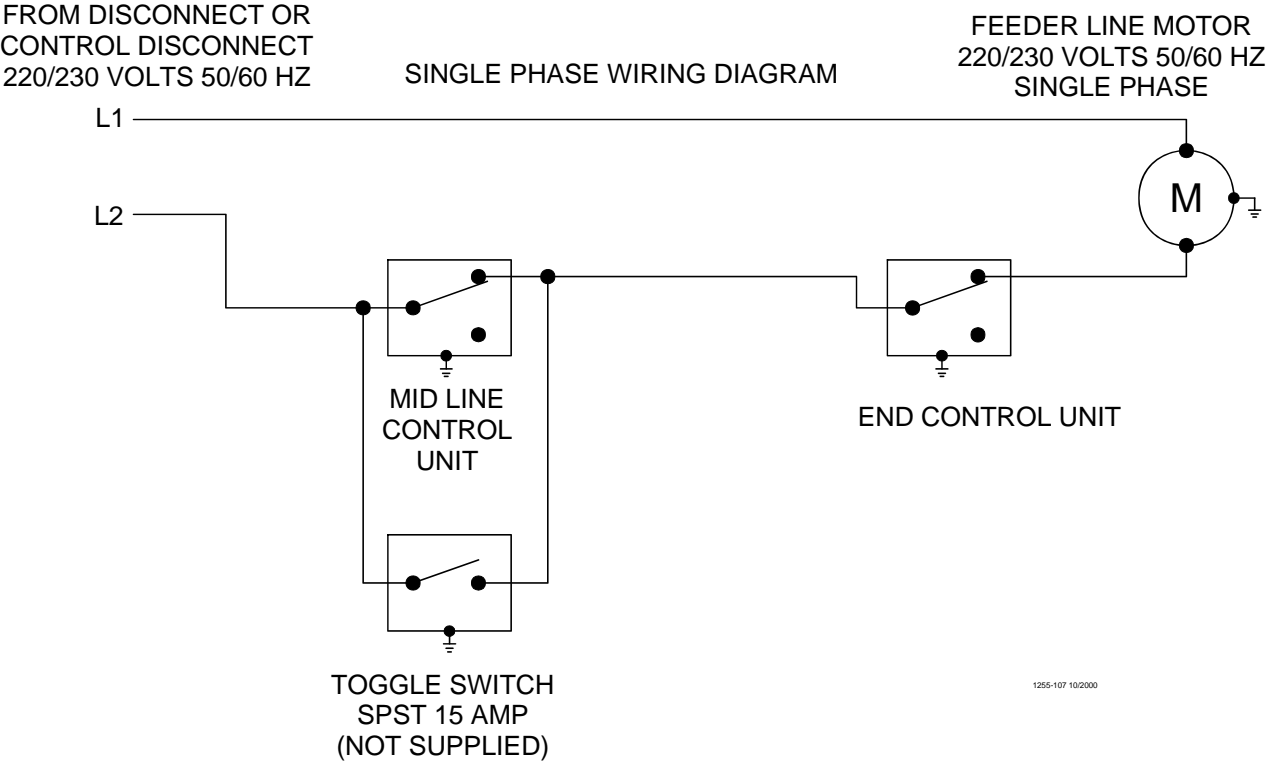 FROM DISCONNECT OR
CONTROL DISCONNECT
220/230 VOLTS 50/60 HZ
SINGLE PHASE WIRING DIAGRAM
FEEDER LINE MOTOR
220/230 VOLTS 50/60 HZ
SINGLE PHASE
L1
M
L2
MID LINE
CONTROL
UNIT
END CONTROL UNIT
TOGGLE SWITCH
SPST 15 AMP
(NOT SUPPLIED)
1255-107 10/2000